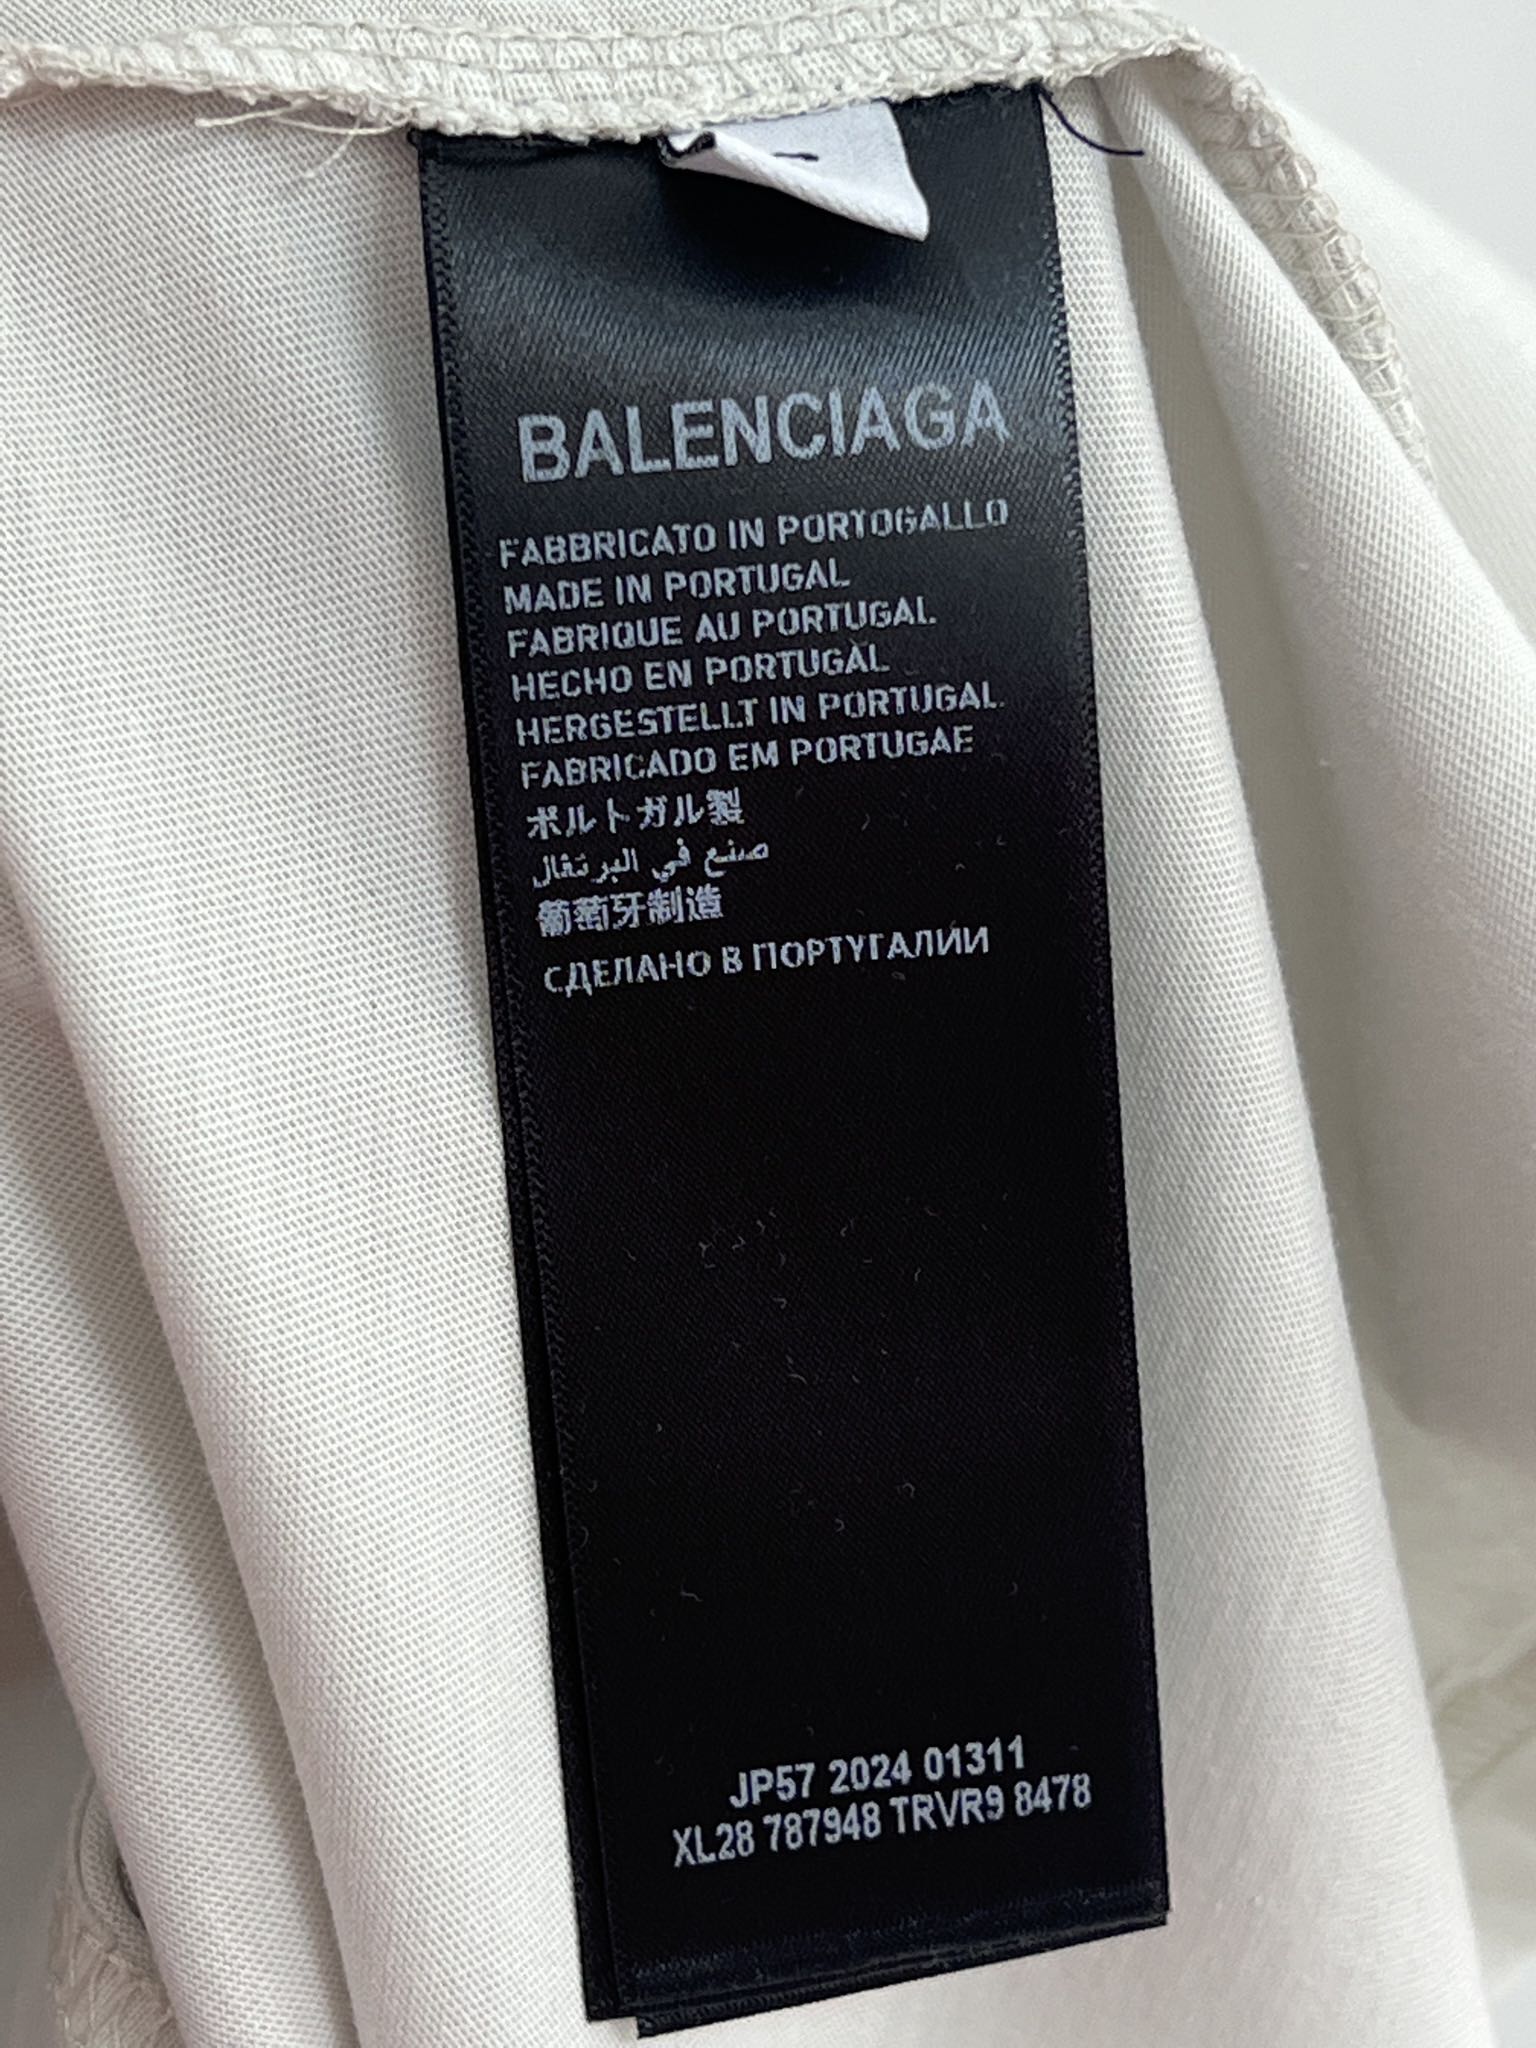 BALENCIAGA
FABBRICATO IN PORTOGALLO
MADE IN PORTUGAL
FABRIQUE AU PORTUGAL
HECHO EN PORTUGAL
HERGESTELLT IN PORTUGAL
FABRICADO EM PORTUGAE
ポルトガル製
صنع في البرتغال
葡萄牙制造
СДЕЛАНО В ПОРТУГАЛИИ
JP57 2024 01311
XL28 787948 TRVR9 8478